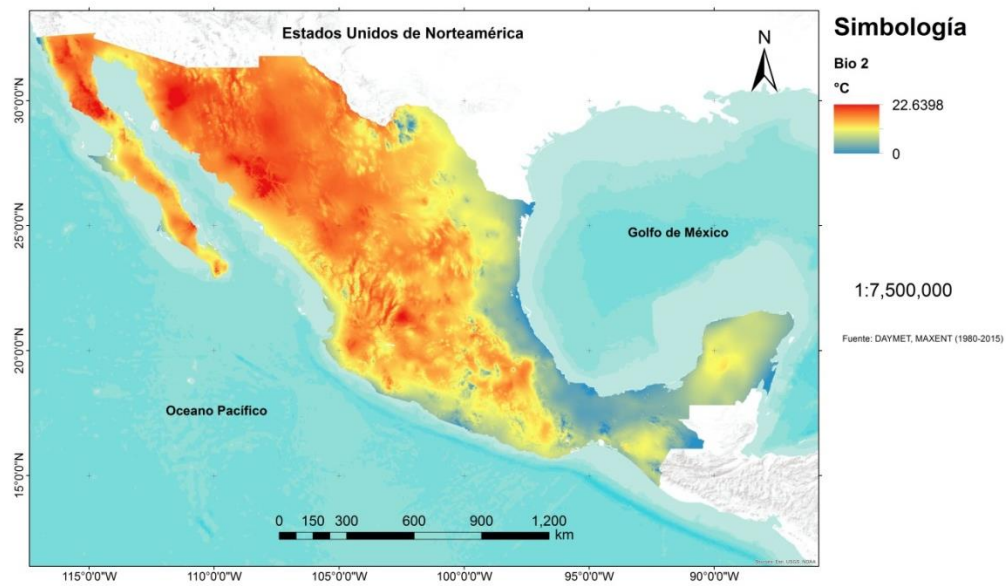 Estados Unidos de Norteamérica
N
Golfo de México
Oceano Pacífico
0 150 300 600 900 1,200
km
30°0'0"N
25°0'0"N
20°0'0"N
15°0'0"N
115°0'0"W 110°0'0"W 105°0'0"W 100°0'0"W 95°0'0"W 90°0'0"W
Simbología
Bio 2
°C
22.6398
0
1:7,500,000
Fuente: DAYMET, MAXENT (1980-2015)